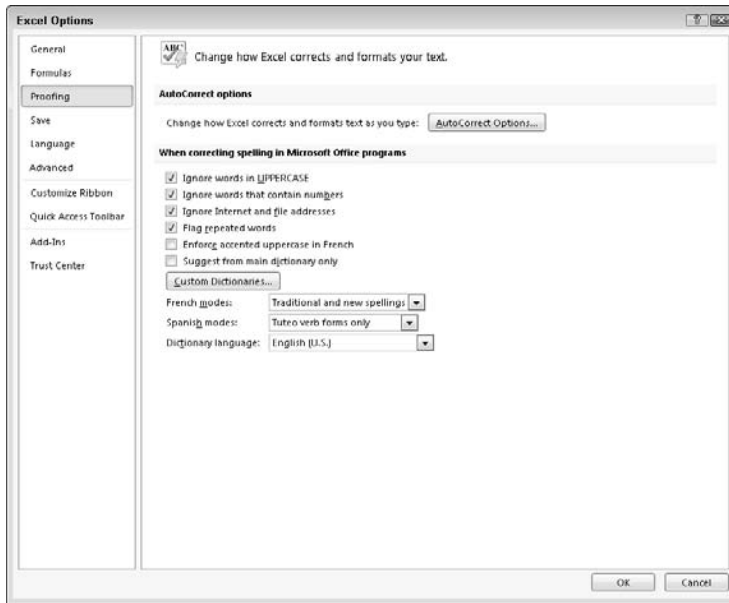 Excel Options
General
Formulas
Proofing
Save
Language
Advanced
Customize Ribbon
Quick Access Toolbar
Add-Ins
Trust Center
ABC
Change how Excel corrects and formats your text.
AutoCorrect options
Change how Excel corrects and formats text as you type: AutoCorrect Options...
When correcting spelling in Microsoft Office programs
Ignore words in UPPERCASE
Ignore words that contain numbers
Ignore Internet and file addresses
Flag repeated words
Enforce accented uppercase in French
Suggest from main dictionary only
Custom Dictionaries...
French modes: Traditional and new spellings
Spanish modes: Tuteo verb forms only
Dictionary language: English (U.S.)
OK Cancel